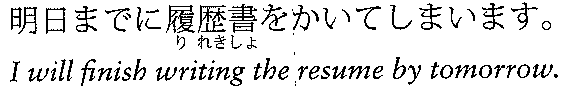 明日までに履歴書をかいてしまいます。
り れきしょ
I will finish writing the resume by tomorrow.